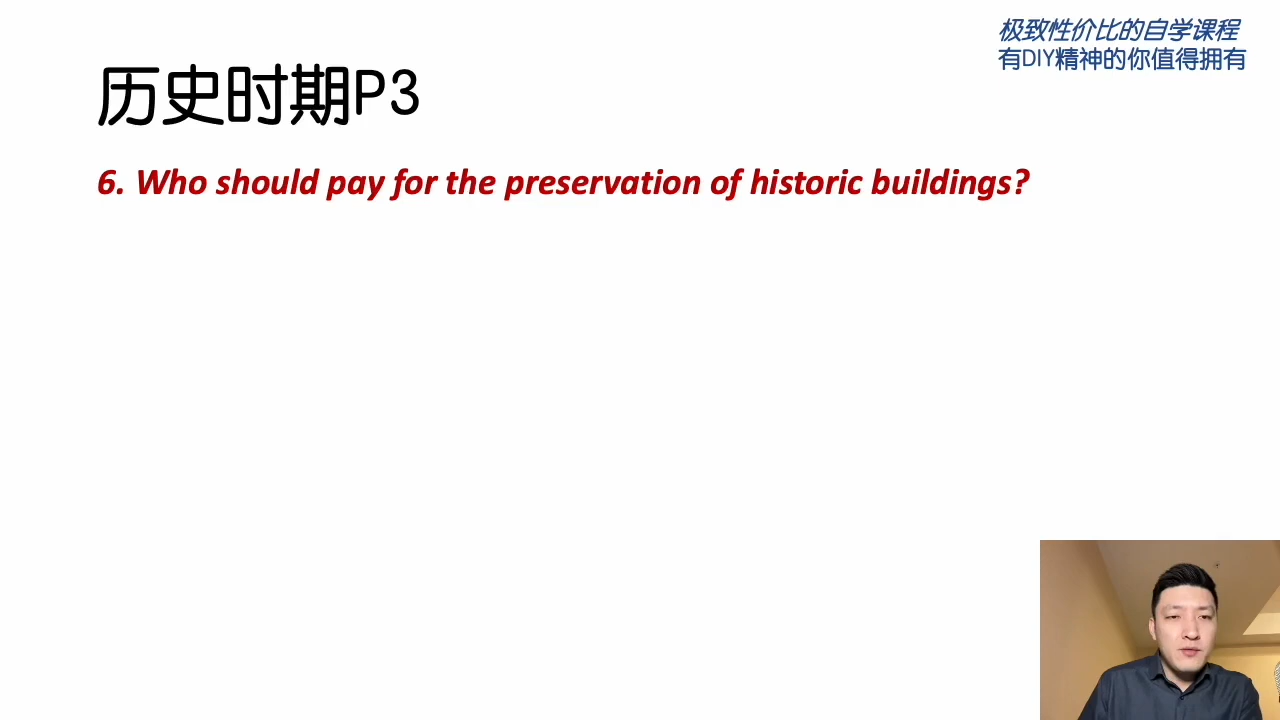 极致性价比的自学课程
有DIY精神的你值得拥有
历史时期P3
6. Who should pay for the preservation of historic buildings?